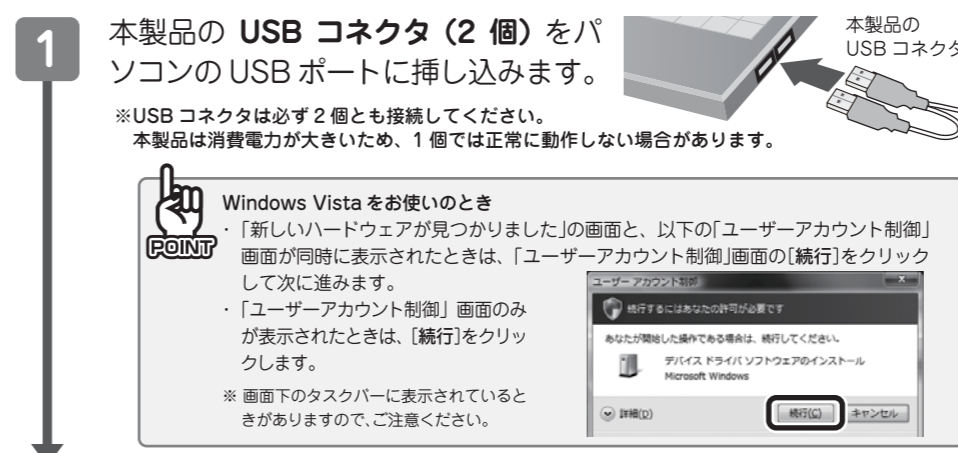 1
本製品の USB コネクタ（2 個）をパ
ソコンの USB ポートに挿し込みます。
本製品の
USB コネクタ
※USB コネクタは必ず 2 個とも接続してください。
本製品は消費電力が大きいため、1 個では正常に動作しない場合があります。
POINT
Windows Vista をお使いのとき
・「新しいハードウェアが見つかりました」の画面と、以下の「ユーザーアカウント制御」
画面が同時に表示されたときは、「ユーザーアカウント制御」画面の[続行]をクリック
して次に進みます。
・「ユーザーアカウント制御」画面のみ
が表示されたときは、[続行]をクリッ
クします。
※ 画面下のタスクバーに表示されていると
きがありますので、ご注意ください。
ユーザー アカウント制御
続行するにはあなたの許可が必要です
あなたが開始した操作である場合は、続行してください。
デバイス ドライバ ソフトウェアのインストール
Microsoft Windows
詳細(D)
続行(C)
キャンセル